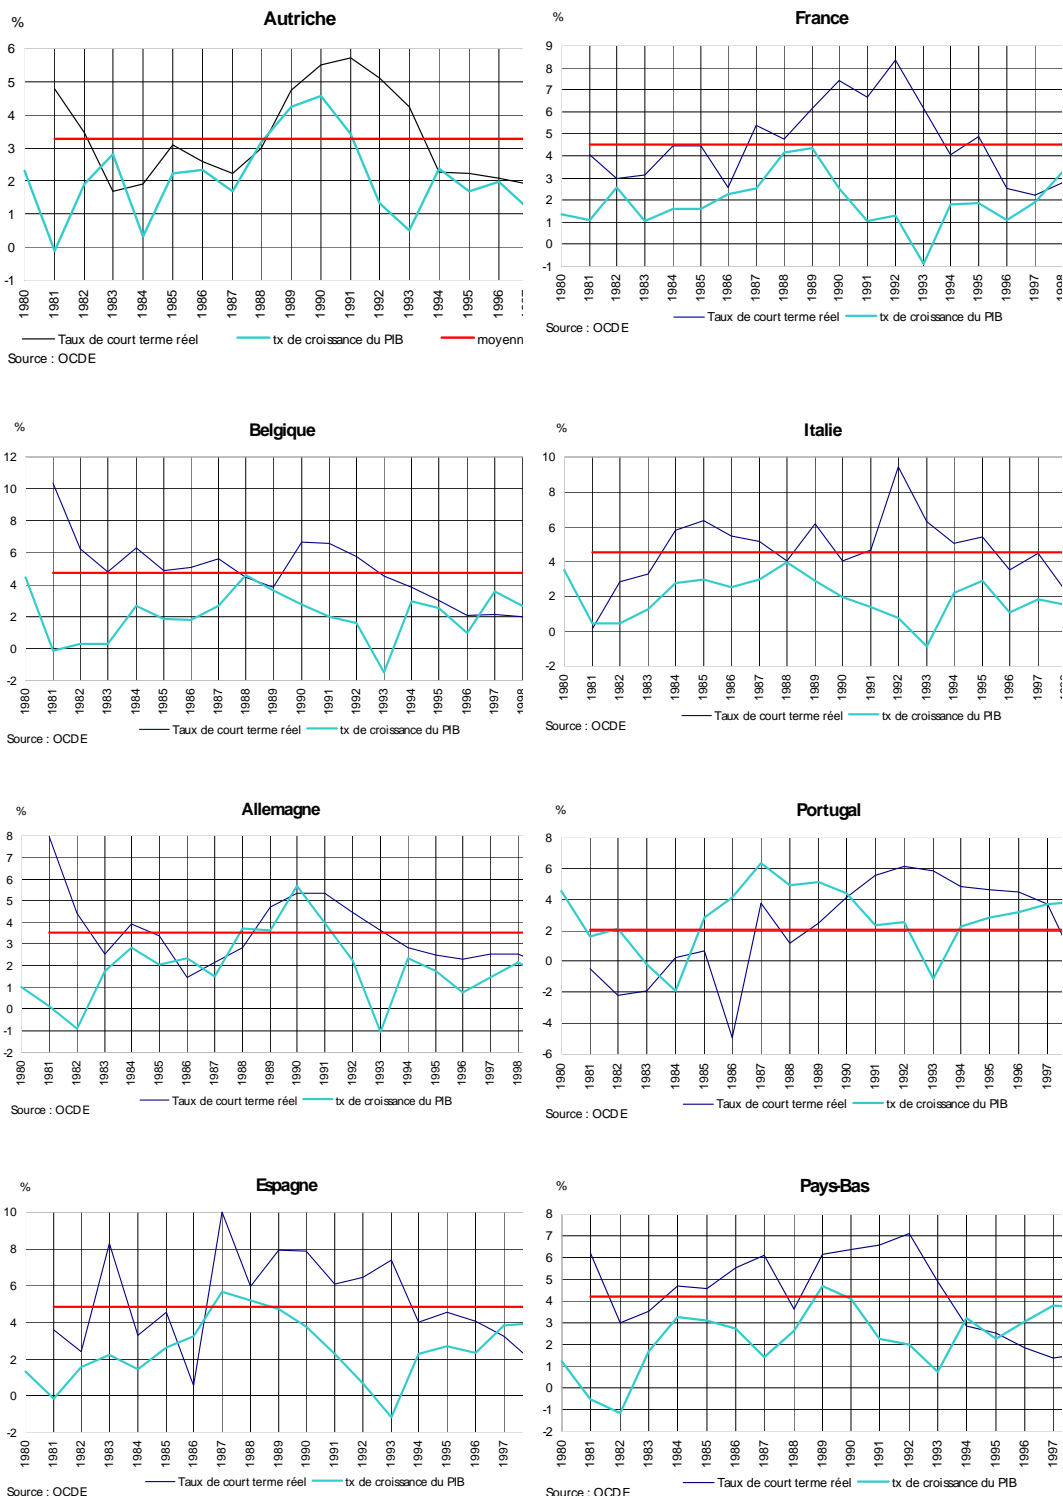 Autriche
%
6
5
4
3
2
1
0
-1
1980 1981 1982 1983 1984 1985 1986 1987 1988 1989 1990 1991 1992 1993 1994 1995 1996
Taux de court terme réel tx de croissance du PIB moyenn
Source : OCDE
France
%
9
8
7
6
5
4
3
2
1
0
-1
1980 1981 1982 1983 1984 1985 1986 1987 1988 1989 1990 1991 1992 1993 1994 1995 1996 1997 1998
Taux de court terme réel tx de croissance du PIB
Source : OCDE
Belgique
%
12
10
8
6
4
2
0
-2
1980 1981 1982 1983 1984 1985 1986 1987 1988 1989 1990 1991 1992 1993 1994 1995 1996 1997 1998
Taux de court terme réel tx de croissance du PIB
Source : OCDE
Italie
%
10
8
6
4
2
0
-2
1980 1981 1982 1983 1984 1985 1986 1987 1988 1989 1990 1991 1992 1993 1994 1995 1996 1997
Taux de court terme réel tx de croissance du PIB
Source : OCDE
Allemagne
%
8
7
6
5
4
3
2
1
0
-1
-2
1980 1981 1982 1983 1984 1985 1986 1987 1988 1989 1990 1991 1992 1993 1994 1995 1996 1997 1998
Taux de court terme réel tx de croissance du PIB
Source : OCDE
Portugal
%
8
6
4
2
0
-2
-4
-6
1980 1981 1982 1983 1984 1985 1986 1987 1988 1989 1990 1991 1992 1993 1994 1995 1996 1997
Taux de court terme réel tx de croissance du PIB
Source : OCDE
Espagne
%
10
8
6
4
2
0
-2
1980 1981 1982 1983 1984 1985 1986 1987 1988 1989 1990 1991 1992 1993 1994 1995 1996 1997
Taux de court terme réel tx de croissance du PIB
Source : OCDE
Pays-Bas
%
8
7
6
5
4
3
2
1
0
-1
-2
1980 1981 1982 1983 1984 1985 1986 1987 1988 1989 1990 1991 1992 1993 1994 1995 1996 1997
Taux de court terme réel tx de croissance du PIB
Source : OCDE